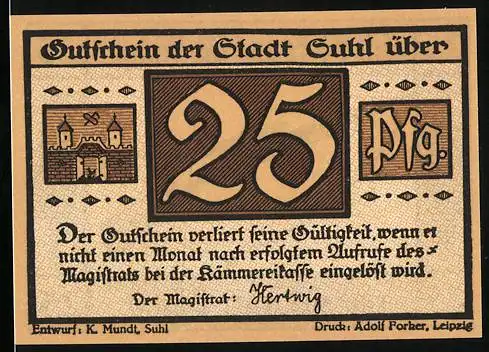 Gutschein der Stadt Suhl über
25
Pfg.
Der Gutschein verliert seine Gültigkeit, wenn er
nicht einen Monat nach erfolgtem Aufrufe des
Magistrats bei der Kämmereikasse eingelöst wird.
Der Magistrat: Hertwig
Entwurf: K. Mundt, Suhl
Druck: Adolf Forker, Leipzig